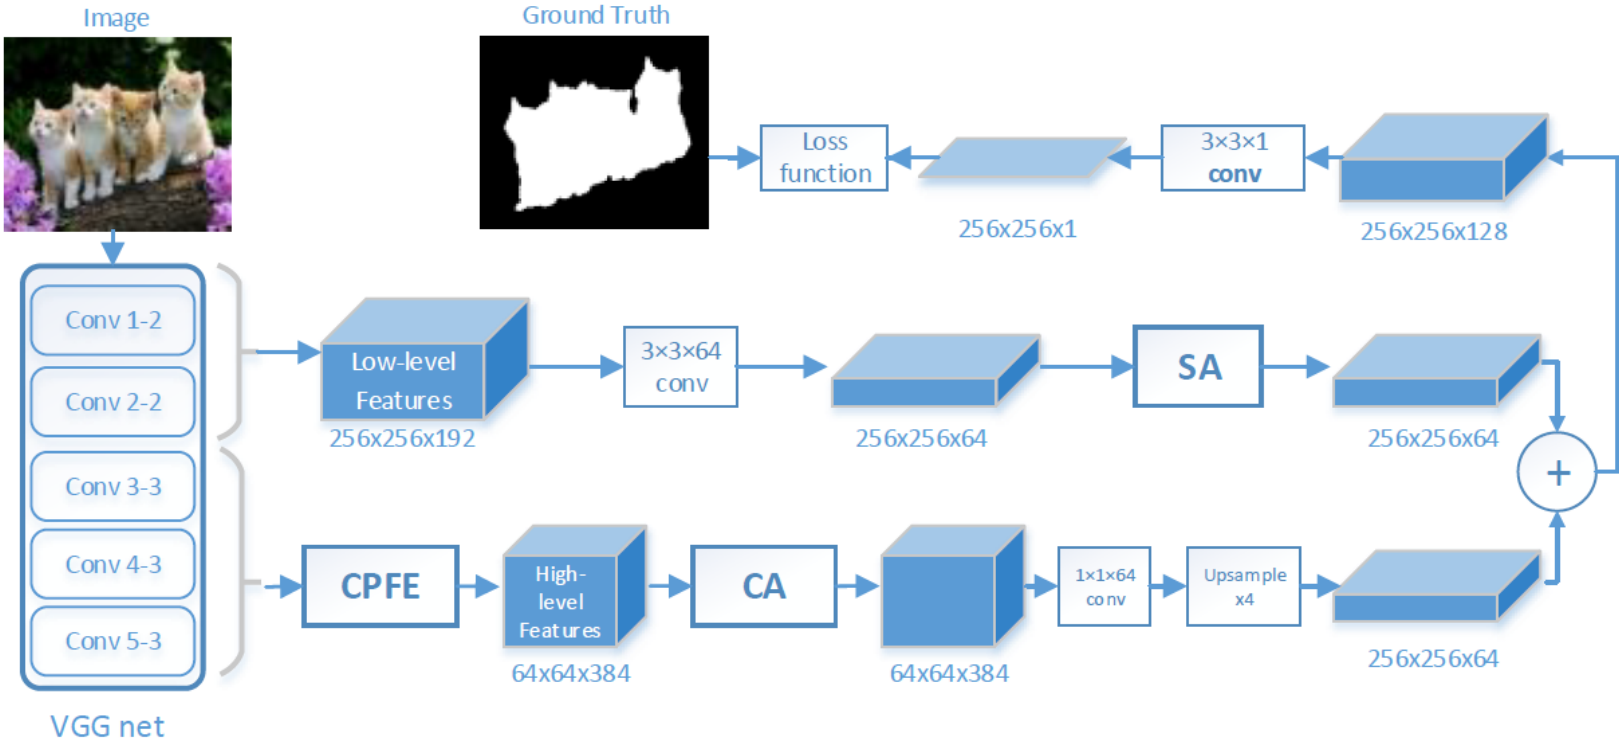 Image
Ground Truth
Loss
function
3×3×1
conv
256x256x1
256x256x128
Conv 1-2
Conv 2-2
Conv 3-3
Conv 4-3
Conv 5-3
VGG net
Low-level
Features
256x256x192
3×3×64
conv
256x256x64
SA
256x256x64
+
CPFE
High-
level
Features
64x64x384
CA
64x64x384
1×1×64
conv
Upsample
x4
256x256x64